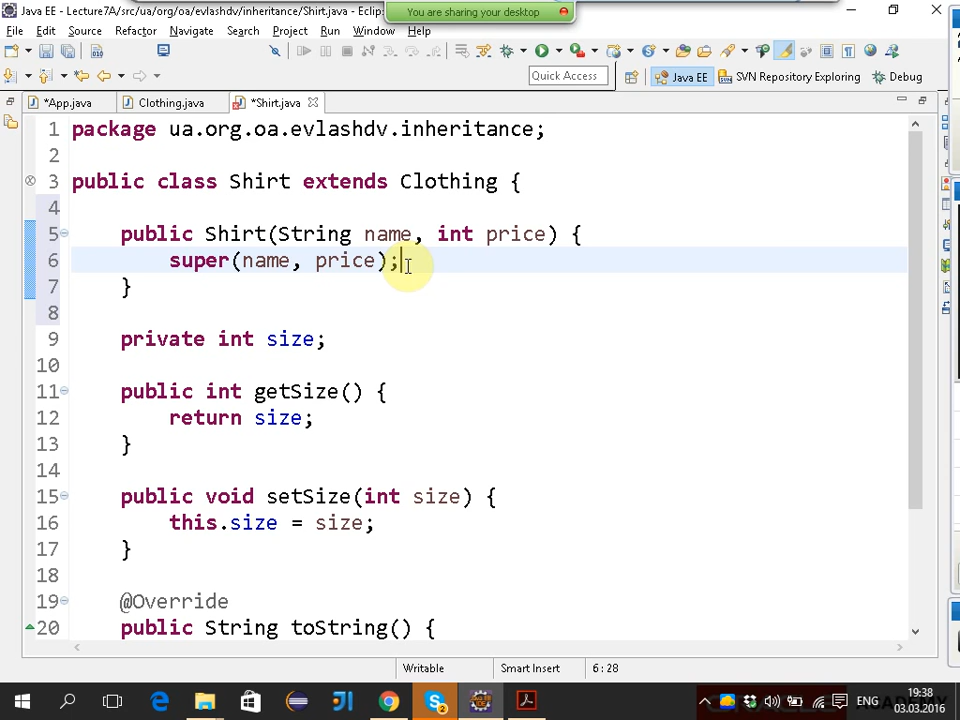 Java EE - Lecture7A/src/ua/org/oa/evlashdv/inheritance/Shirt.java - Eclip
You are sharing your desktop
File Edit Source Refactor Navigate Search Project Run Window Help
Quick Access
Java EE
SVN Repository Exploring
Debug
*App.java
Clothing.java
*Shirt.java
1 package ua.org.oa.evlashdv.inheritance;
2
3 public class Shirt extends Clothing {
4
5 public Shirt(String name, int price) {
6 super(name, price);
7 }
8
9 private int size;
10
11 public int getSize() {
12 return size;
13 }
14
15 public void setSize(int size) {
16 this.size = size;
17 }
18
19 @Override
20 public String toString() {
Writable
Smart Insert
6 : 28
ENG
19:38
03.03.2016